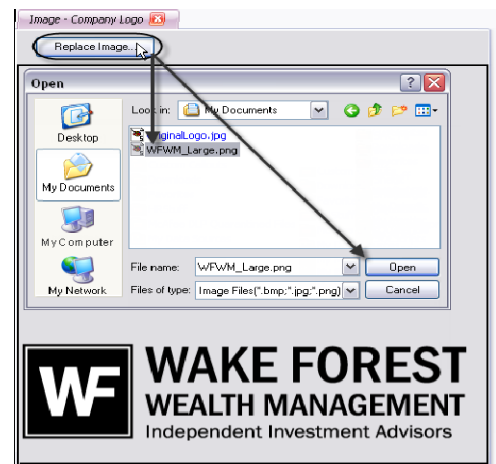 Image - Company Logo
Replace Image...
Open
Look in: My Documents
Desktop
ginalLogo.jpg
WFWM_Large.png
My Documents
My Computer
File name: WFWM_Large.png Open
My Network Files of type: Image Files(*.bmp;*.jpg;*.png) Cancel
WF
WAKE FOREST
WEALTH MANAGEMENT
Independent Investment Advisors